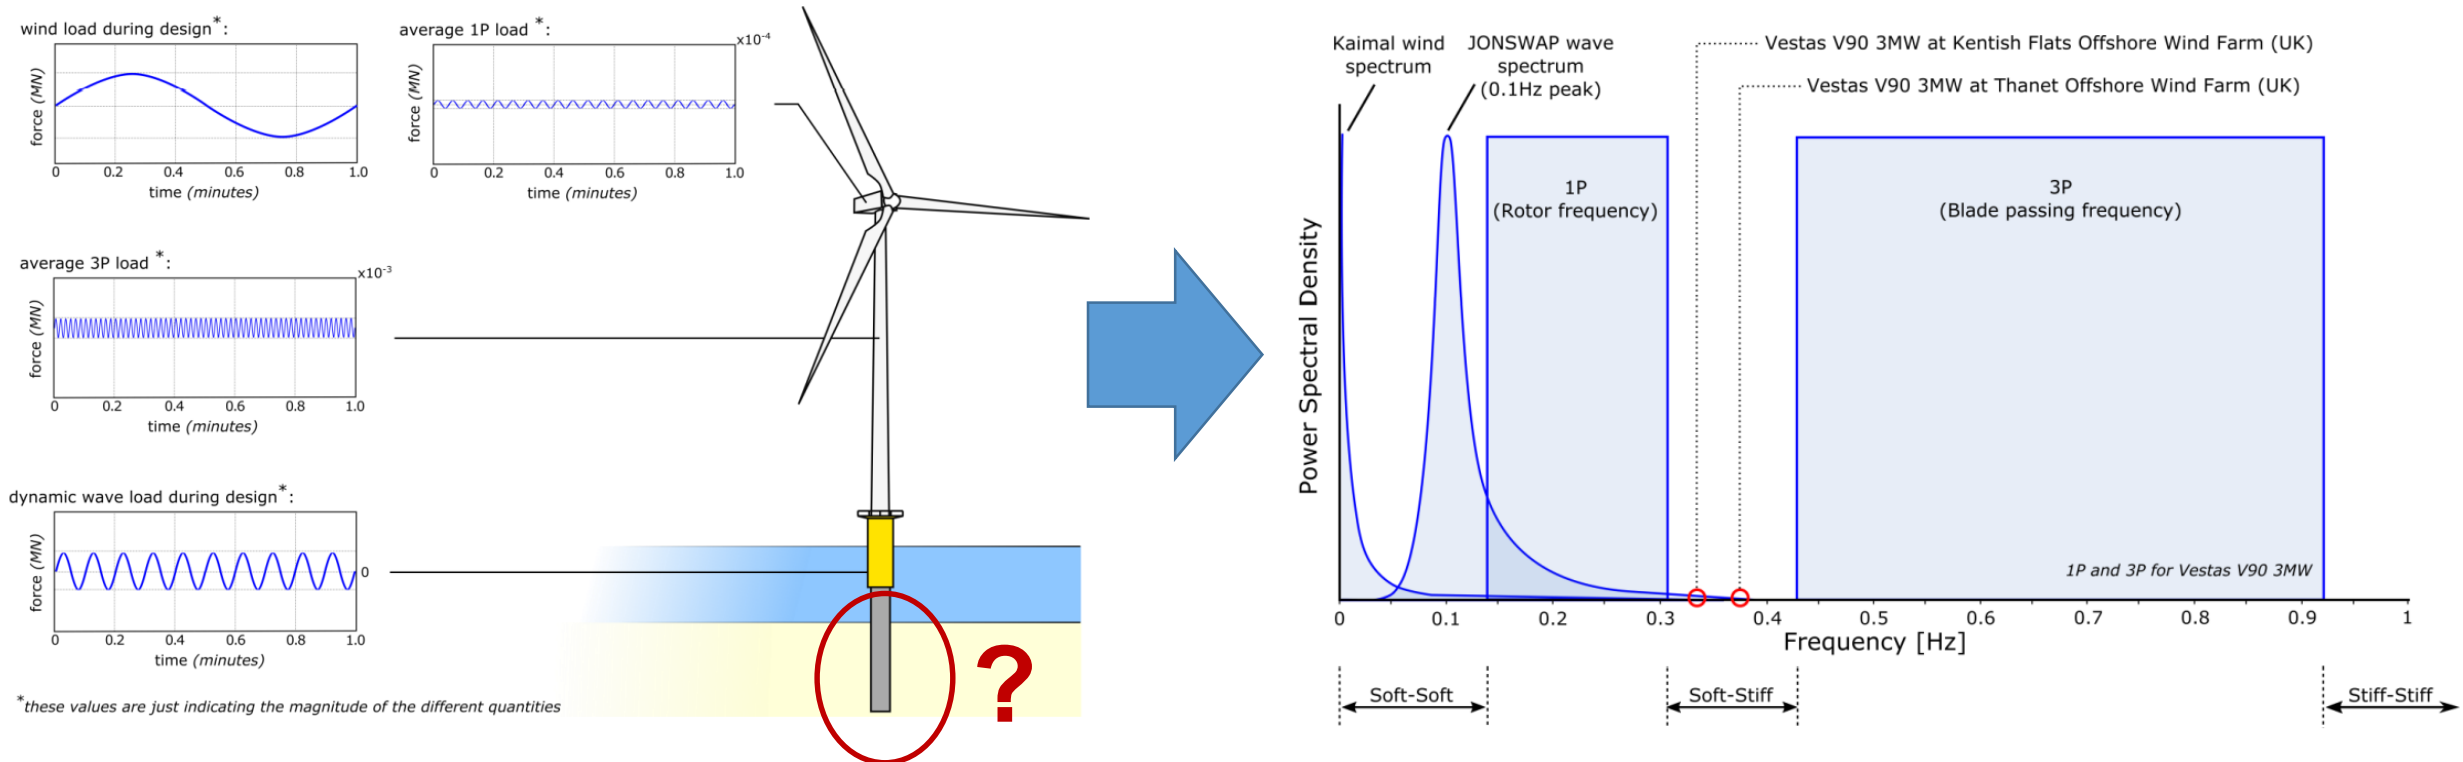 wind load during design*:
force (MN)
0 0.2 0.4 0.6 0.8 1.0
time (minutes)
average 1P load *:
x10-4
force (MN)
0 0.2 0.4 0.6 0.8 1.0
time (minutes)
average 3P load *:
x10-3
force (MN)
0 0.2 0.4 0.6 0.8 1.0
time (minutes)
dynamic wave load during design*:
force (MN)
0
0 0.2 0.4 0.6 0.8 1.0
time (minutes)
*these values are just indicating the magnitude of the different quantities
?
Kaimal wind
spectrum
JONSWAP wave
spectrum
(0.1Hz peak)
Vestas V90 3MW at Kentish Flats Offshore Wind Farm (UK)
Vestas V90 3MW at Thanet Offshore Wind Farm (UK)
Power Spectral Density
1P
(Rotor frequency)
3P
(Blade passing frequency)
1P and 3P for Vestas V90 3MW
0 0.1 0.2 0.3 0.4 0.5 0.6 0.7 0.8 0.9 1
Frequency [Hz]
Soft-Soft
Soft-Stiff
Stiff-Stiff